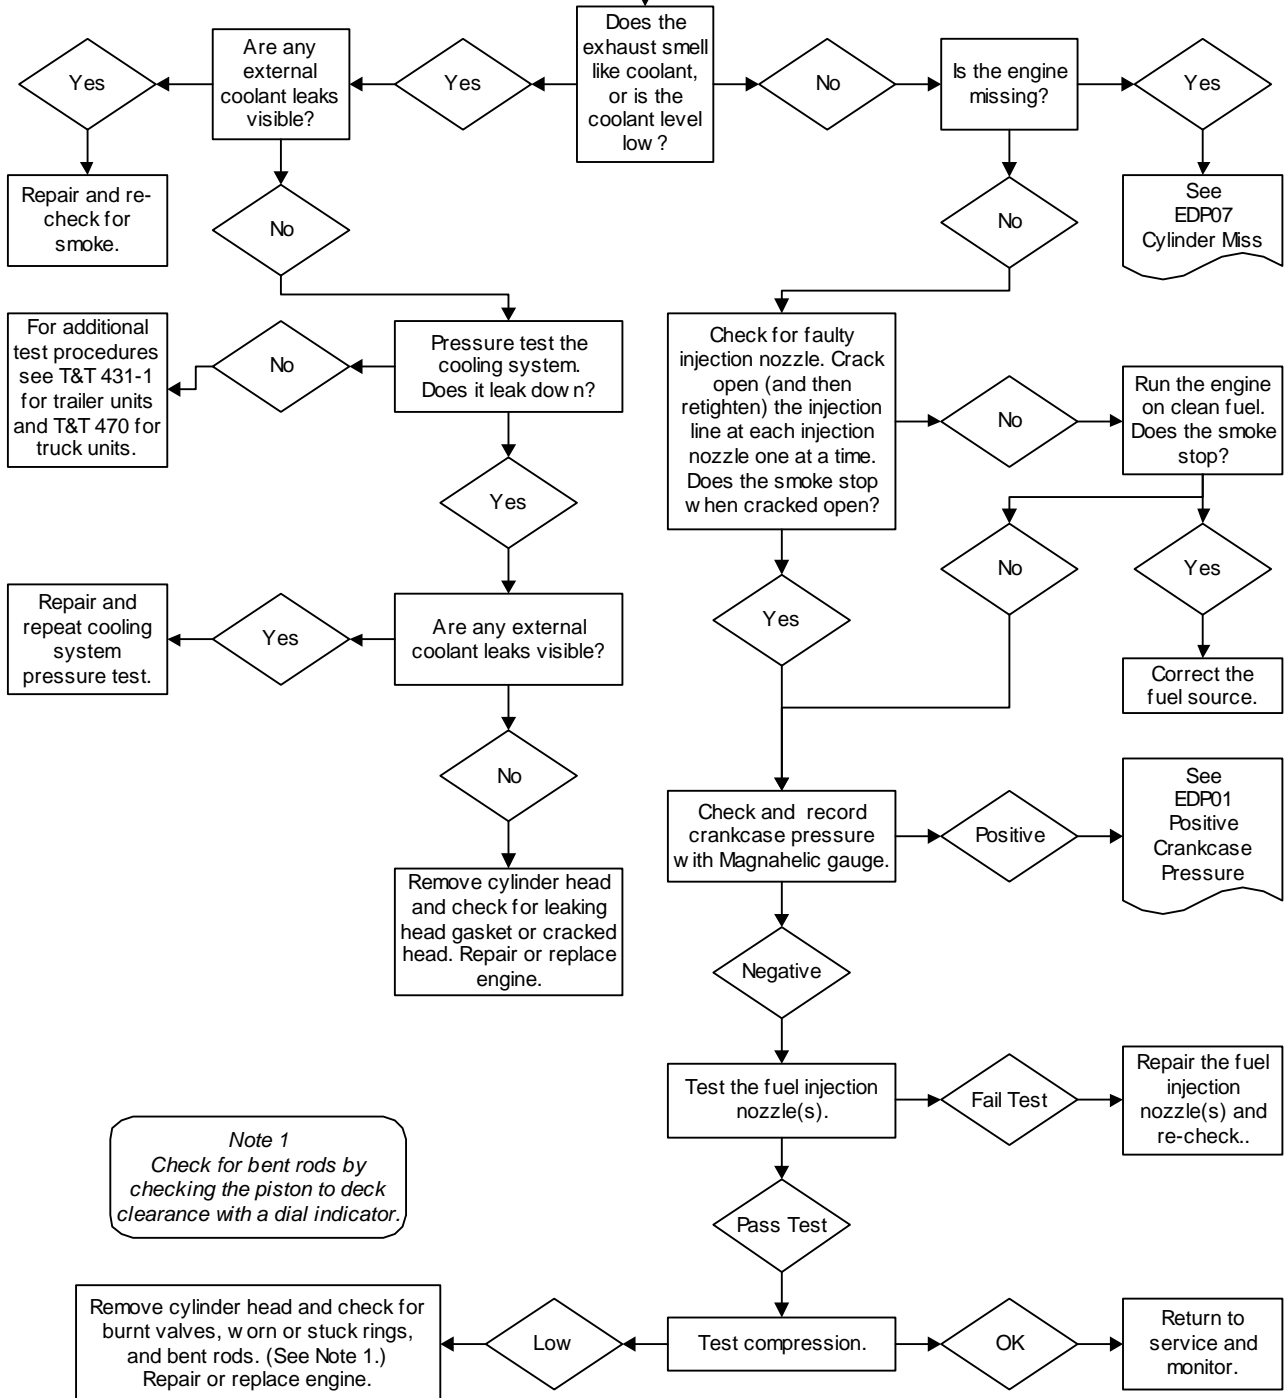 Does the
exhaust smell
like coolant,
or is the
coolant level
low?
Are any
external
coolant leaks
visible?
Yes
Yes
No
Is the engine
missing?
Yes
Repair and re-
check for
smoke.
No
No
See
EDP07
Cylinder Miss
For additional
test procedures
see T&T 431-1
for trailer units
and T&T 470 for
truck units.
No
Pressure test the
cooling system.
Does it leak down?
Check for faulty
injection nozzle. Crack
open (and then
retighten) the injection
line at each injection
nozzle one at a time.
Does the smoke stop
when cracked open?
No
Run the engine
on clean fuel.
Does the smoke
stop?
Yes
No
Yes
Yes
Repair and
repeat cooling
system
pressure test.
Yes
Are any external
coolant leaks visible?
Correct the
fuel source.
No
Check and record
crankcase pressure
with Magnahelic gauge.
Positive
See
EDP01
Positive
Crankcase
Pressure
Remove cylinder head
and check for leaking
head gasket or cracked
head. Repair or replace
engine.
Negative
Test the fuel injection
nozzle(s).
Fail Test
Repair the fuel
injection
nozzle(s) and
re-check..
Note 1
Check for bent rods by
checking the piston to deck
clearance with a dial indicator.
Pass Test
Remove cylinder head and check for
burnt valves, worn or stuck rings,
and bent rods. (See Note 1.)
Repair or replace engine.
Low
Test compression.
OK
Return to
service and
monitor.